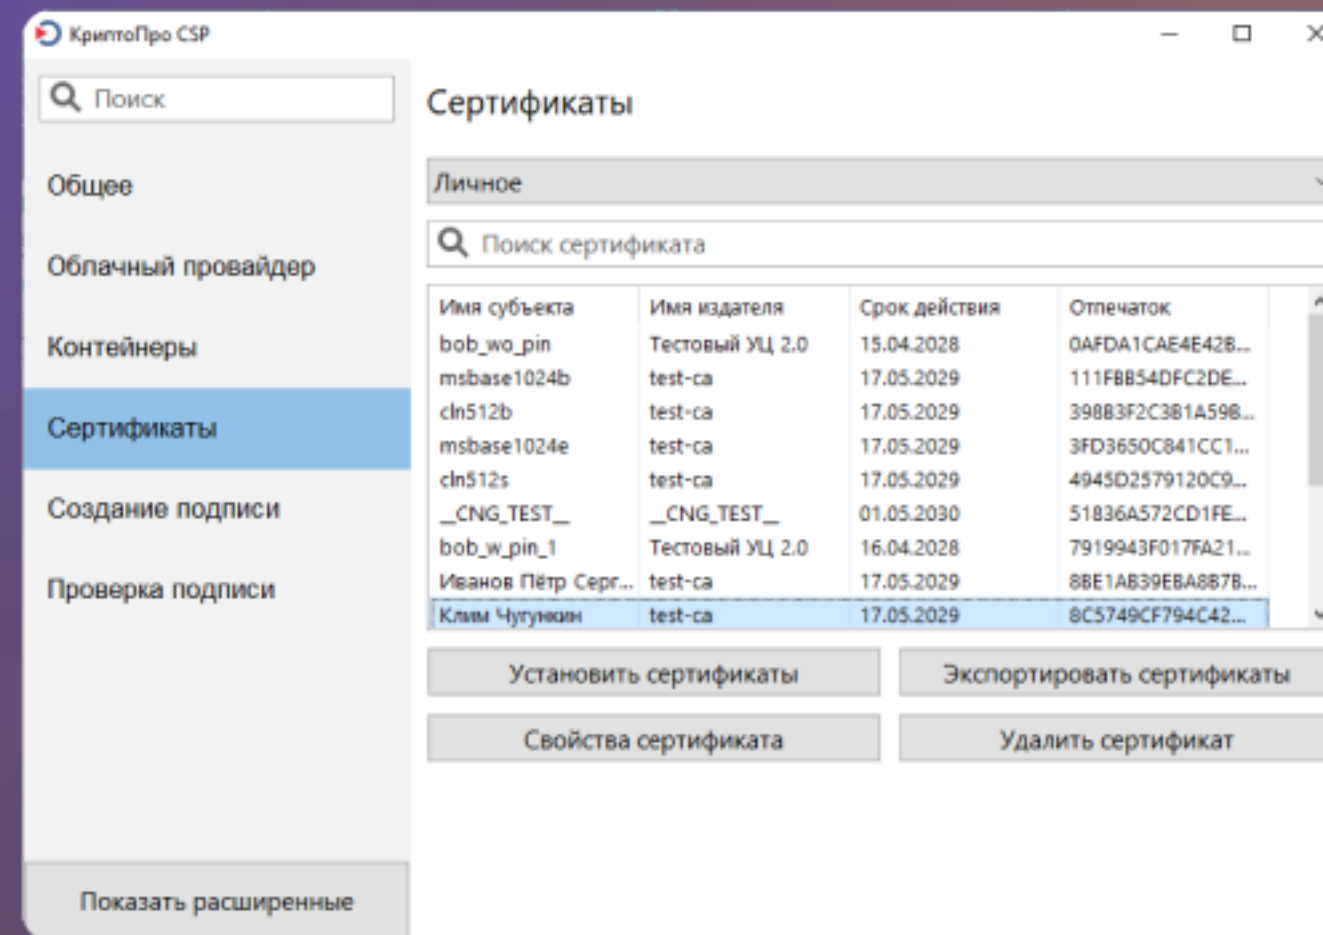 КриптоПро CSP
Поиск
Общее
Облачный провайдер
Контейнеры
Сертификаты
Создание подписи
Проверка подписи
Показать расширенные
Сертификаты
Личное
Поиск сертификата
Имя субъекта Имя издателя Срок действия Отпечаток
bob_wo_pin Тестовый УЦ 2.0 15.04.2028 0AFDA1CAE4E42B...
msbase1024b test-ca 17.05.2029 111FBB54DFC2DE...
cln512b test-ca 17.05.2029 398B3F2C3B1A59B...
msbase1024e test-ca 17.05.2029 3FD3650C841CC1...
cln512s test-ca 17.05.2029 4945D2579120C9...
__CNG_TEST__ __CNG_TEST__ 01.05.2030 51836A572CD1FE...
bob_w_pin_1 Тестовый УЦ 2.0 16.04.2028 7919943F017FA21...
Иванов Пётр Серг... test-ca 17.05.2029 8BE1AB39EBA8B7B...
Клим Чугункин test-ca 17.05.2029 8C5749CF794C42...
Установить сертификаты Экспортировать сертификаты
Свойства сертификата Удалить сертификат